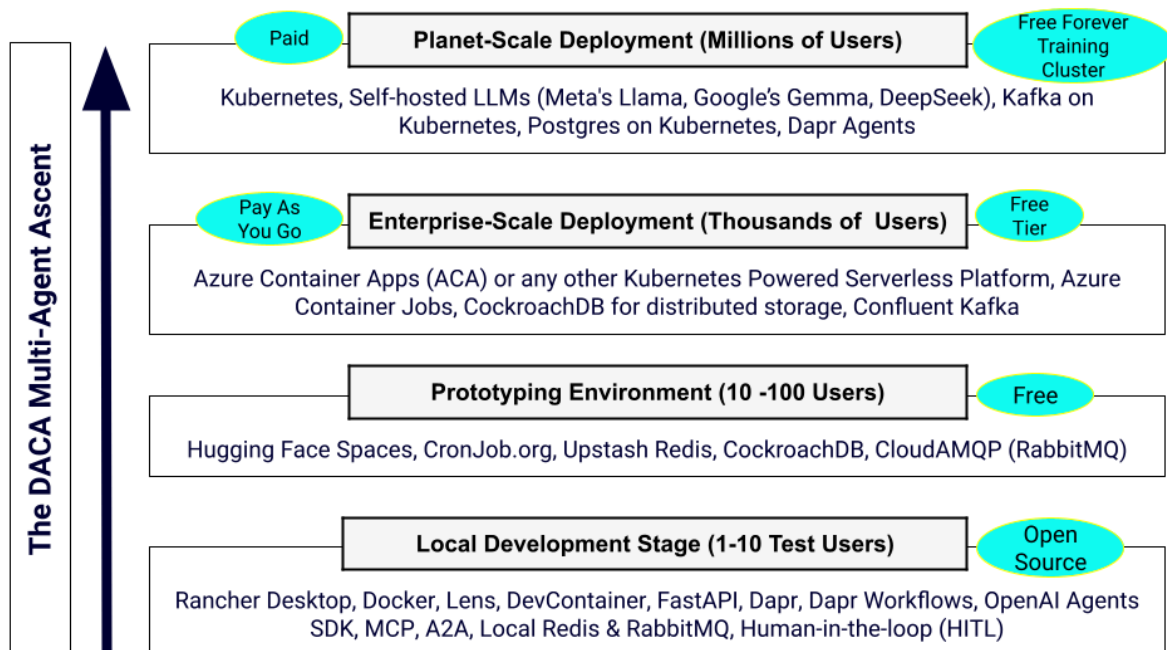 The DACA Multi-Agent Ascent
Paid
Planet-Scale Deployment (Millions of Users)
Free Forever
Training
Cluster
Kubernetes, Self-hosted LLMs (Meta's Llama, Google’s Gemma, DeepSeek), Kafka on
Kubernetes, Postgres on Kubernetes, Dapr Agents
Pay As
You Go
Enterprise-Scale Deployment (Thousands of  Users)
Free
Tier
Azure Container Apps (ACA) or any other Kubernetes Powered Serverless Platform, Azure
Container Jobs, CockroachDB for distributed storage, Confluent Kafka
Prototyping Environment (10 -100 Users)
Free
Hugging Face Spaces, CronJob.org, Upstash Redis, CockroachDB, CloudAMQP (RabbitMQ)
Local Development Stage (1-10 Test Users)
Open
Source
Rancher Desktop, Docker, Lens, DevContainer, FastAPI, Dapr, Dapr Workflows, OpenAI Agents
SDK, MCP, A2A, Local Redis & RabbitMQ, Human-in-the-loop (HITL)